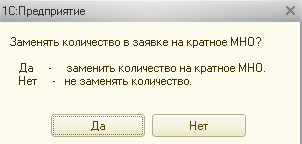 1С:Предприятие
Заменять количество в заявке на кратное МНО?
Да - заменить количество на кратное МНО.
Нет - не заменять количество.
Да Нет